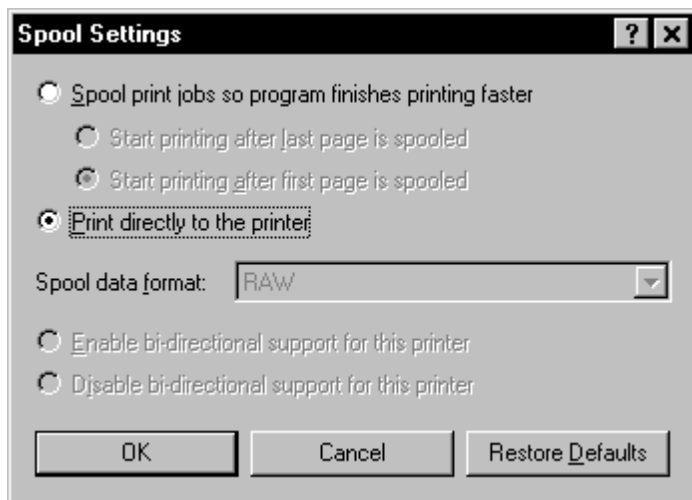 Spool Settings
Spool print jobs so program finishes printing faster
Start printing after last page is spooled
Start printing after first page is spooled
Print directly to the printer
Spool data format: RAW
Enable bi-directional support for this printer
Disable bi-directional support for this printer
OK Cancel Restore Defaults